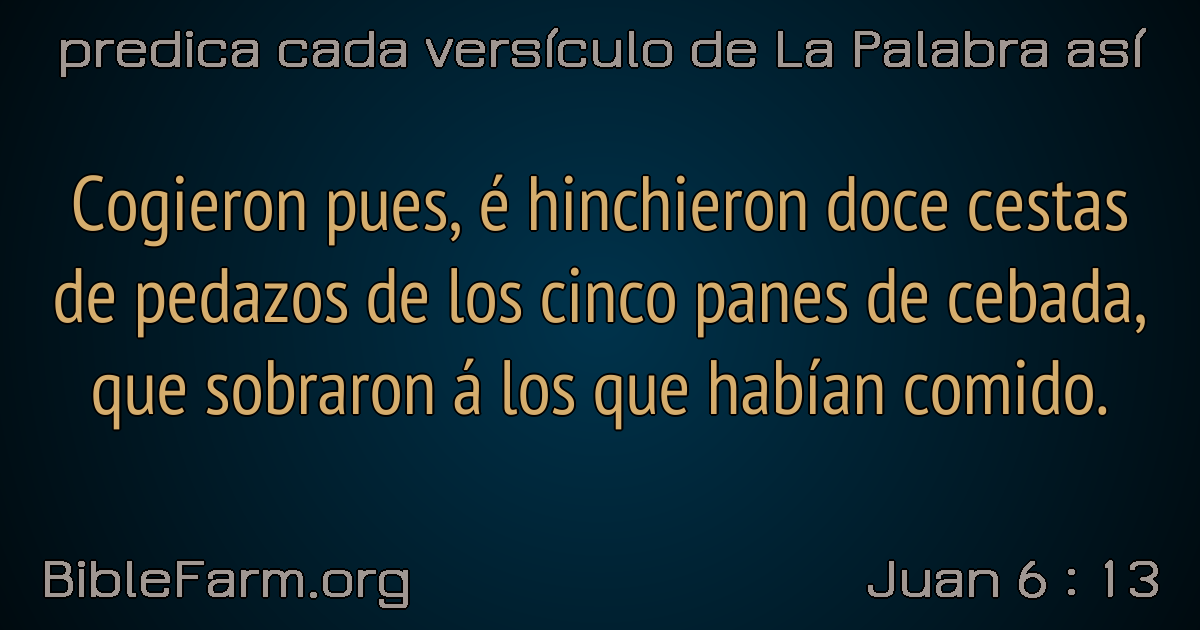 predica cada versículo de La Palabra así
Cogieron pues, é hinchieron doce cestas
de pedazos de los cinco panes de cebada,
que sobraron á los que habían comido.
BibleFarm.org
Juan 6 : 13